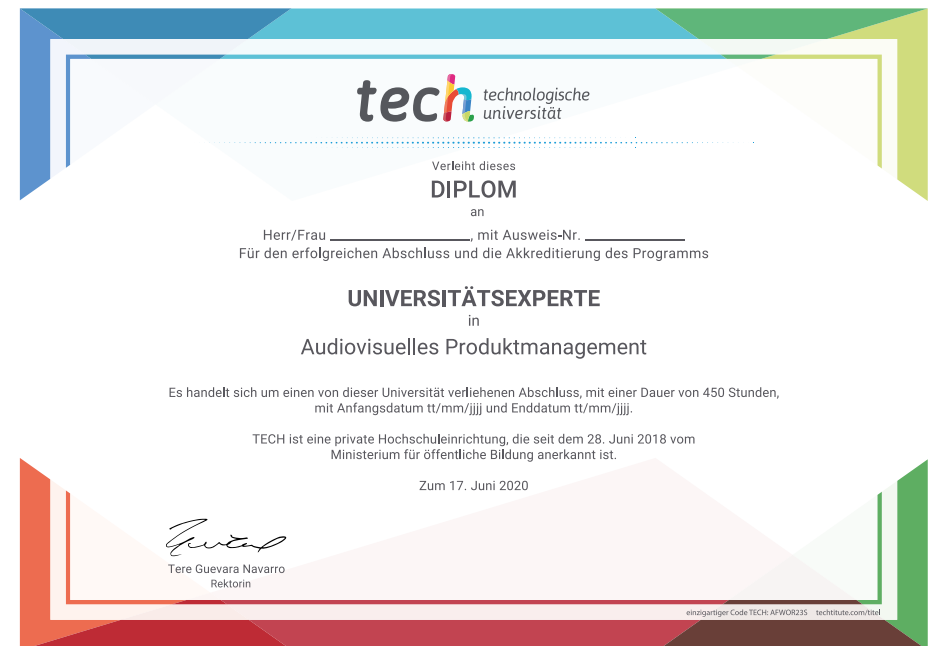 tech technologische
universität
Verleiht dieses
DIPLOM
an
Herr/Frau ____________, mit Ausweis-Nr. ____________
Für den erfolgreichen Abschluss und die Akkreditierung des Programms
UNIVERSITÄTSEXPERTE
in
Audiovisuelles Produktmanagement
Es handelt sich um einen von dieser Universität verliehenen Abschluss, mit einer Dauer von 450 Stunden,
mit Anfangsdatum tt/mm/jjjj und Enddatum tt/mm/jjjj.
TECH ist eine private Hochschuleinrichtung, die seit dem 28. Juni 2018 vom
Ministerium für öffentliche Bildung anerkannt ist.
Zum 17. Juni 2020
Tere Guevara Navarro
Rektorin
einzigartiger Code TECH: AFWOR23S techtitute.com/titel